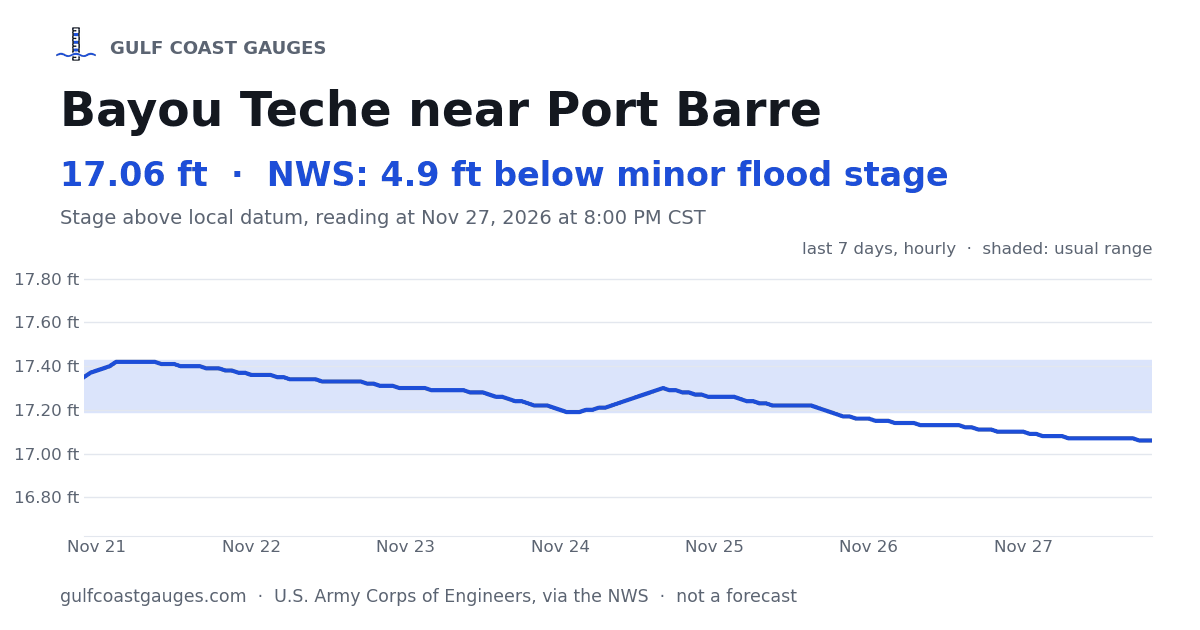 GULF COAST GAUGES
Bayou Teche near Port Barre
17.06 ft · NWS: 4.9 ft below minor flood stage
Stage above local datum, reading at Nov 27, 2026 at 8:00 PM CST
last 7 days, hourly · shaded: usual range
17.80 ft
17.60 ft
17.40 ft
17.20 ft
17.00 ft
16.80 ft
Nov 21 Nov 22 Nov 23 Nov 24 Nov 25 Nov 26 Nov 27
gulfcoastgauges.com · U.S. Army Corps of Engineers, via the NWS · not a forecast